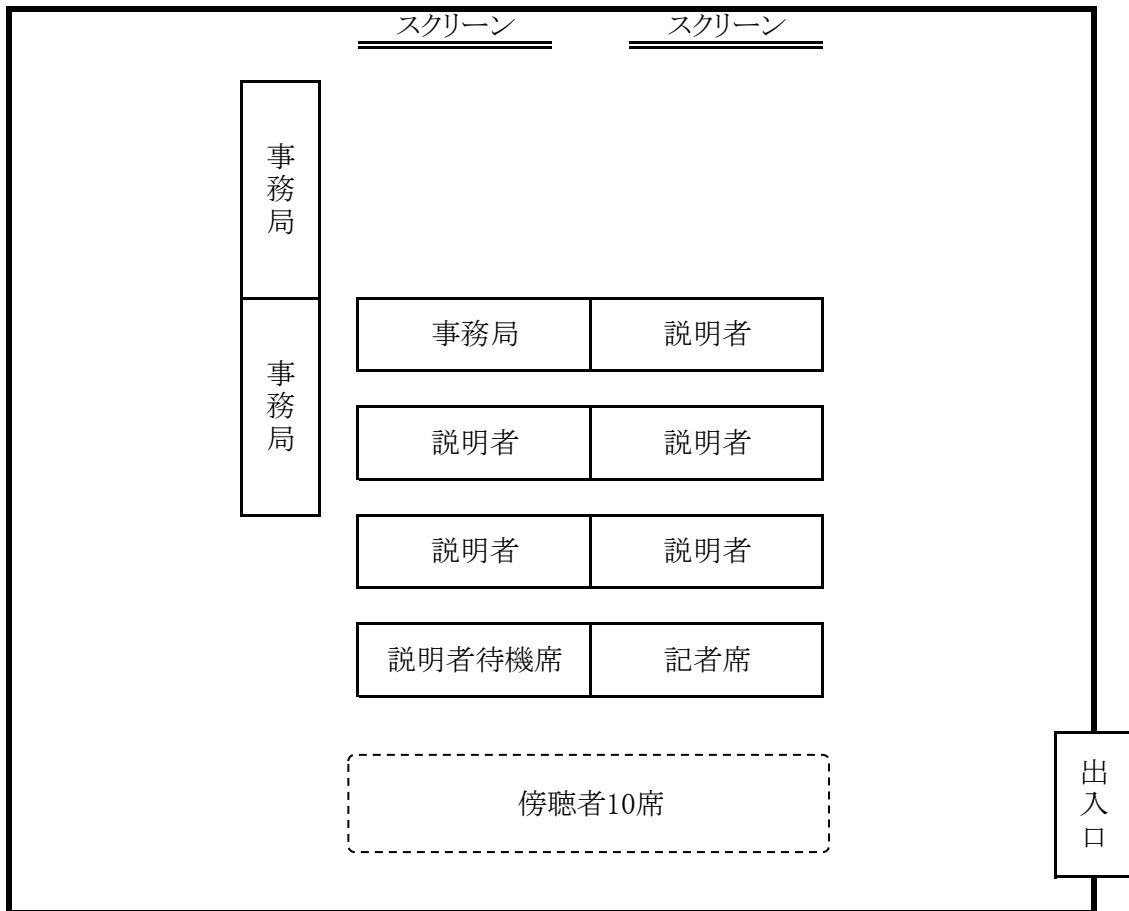 スクリーン
スクリーン
事務局
事務局
事務局
説明者
説明者
説明者
説明者
説明者
説明者待機席
記者席
傍聴者10席
出入口